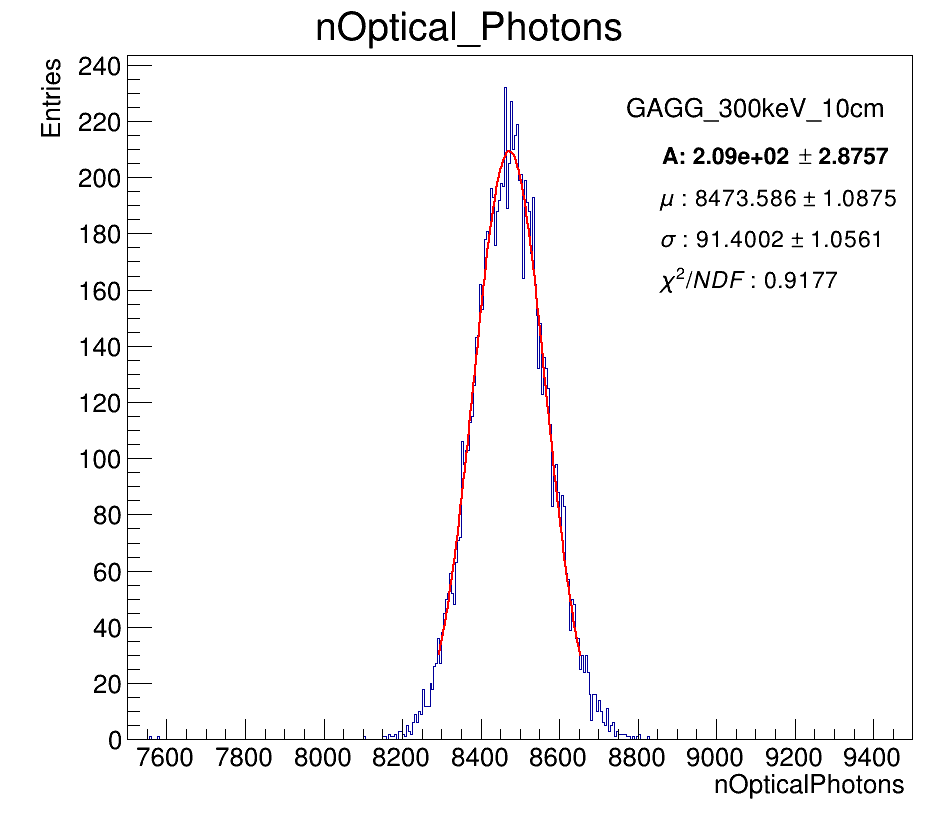 nOptical_Photons
Entries
240
220
200
180
160
140
120
100
80
60
40
20
0
GAGG_300keV_10cm
A: 2.09e+02 ± 2.8757
μ : 8473.586 ± 1.0875
σ : 91.4002 ± 1.0561
χ²/NDF : 0.9177
7600 7800 8000 8200 8400 8600 8800 9000 9200 9400
nOpticalPhotons